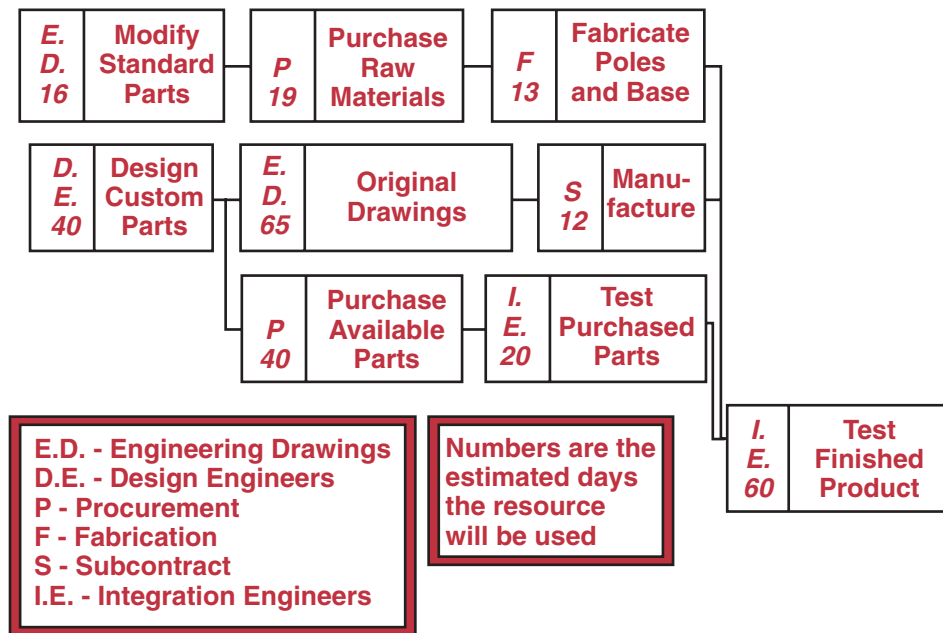 E.
D.
16
Modify
Standard
Parts
P
19
Purchase
Raw
Materials
F
13
Fabricate
Poles
and Base
D.
E.
40
Design
Custom
Parts
E.
D.
65
Original
Drawings
S
12
Manu-
facture
P
40
Purchase
Available
Parts
I.
E.
20
Test
Purchased
Parts
I.
E.
60
Test
Finished
Product
E.D. - Engineering Drawings
D.E. - Design Engineers
P - Procurement
F - Fabrication
S - Subcontract
I.E. - Integration Engineers
Numbers are the
estimated days
the resource
will be used